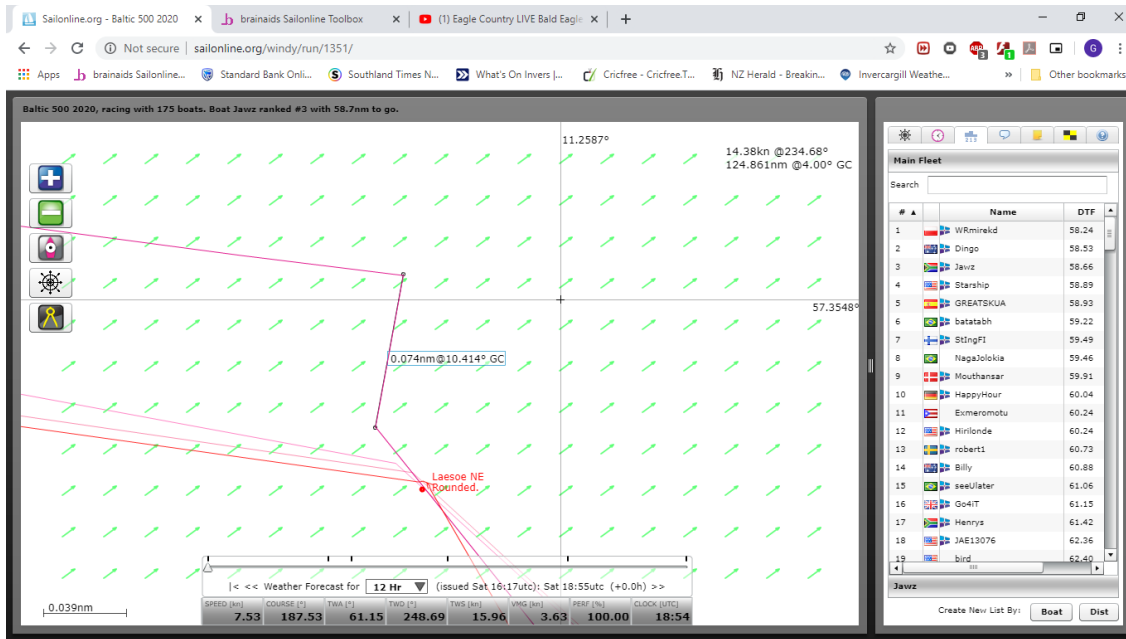 Sailonline.org - Baltic 500 2020
brainaids Sailonline Toolbox
(1) Eagle Country LIVE Bald Eagle
Not secure | sailonline.org/windy/run/1351/
Apps
brainaids Sailonline...
Standard Bank Onli...
Southland Times N...
What's On Invers |...
Cricfree - Cricfree.T...
NZ Herald - Breakin...
Invercargill Weathe...
»
Other bookmarks
Baltic 500 2020, racing with 175 boats. Boat Jawz ranked #3 with 58.7nm to go.
11.2587º
14.38kn @234.68º
124.861nm @4.00º GC
57.3548º
0.074nm@10.414º GC
Laesoe NE
Rounded.
0.039nm
|< << Weather Forecast for 12 Hr (issued Sat 16:17utc): Sat 18:55utc (+0.0h) >>
SPEED [kn] COURSE [º] TWA [º] TWD [º] TWS [kn] VMG [kn] PERF [%] CLOCK [UTC]
7.53 187.53 61.15 248.69 15.96 3.63 100.00 18:54
Main Fleet
Search
# ▲ Name DTF
1 WRmirekd 58.24
2 Dingo 58.53
3 Jawz 58.66
4 Starship 58.89
5 GREATSKUA 58.93
6 batatabh 59.22
7 StIngFI 59.49
8 NagaJolokia 59.46
9 Mouthansar 59.91
10 HappyHour 60.04
11 Exmeromotu 60.24
12 Hirilonde 60.24
13 robert1 60.73
14 Billy 60.88
15 seeUlater 61.06
16 Go4iT 61.15
17 Henrys 61.42
18 JAE13076 62.36
19 bird 62.40
Jawz
Create New List By: Boat Dist